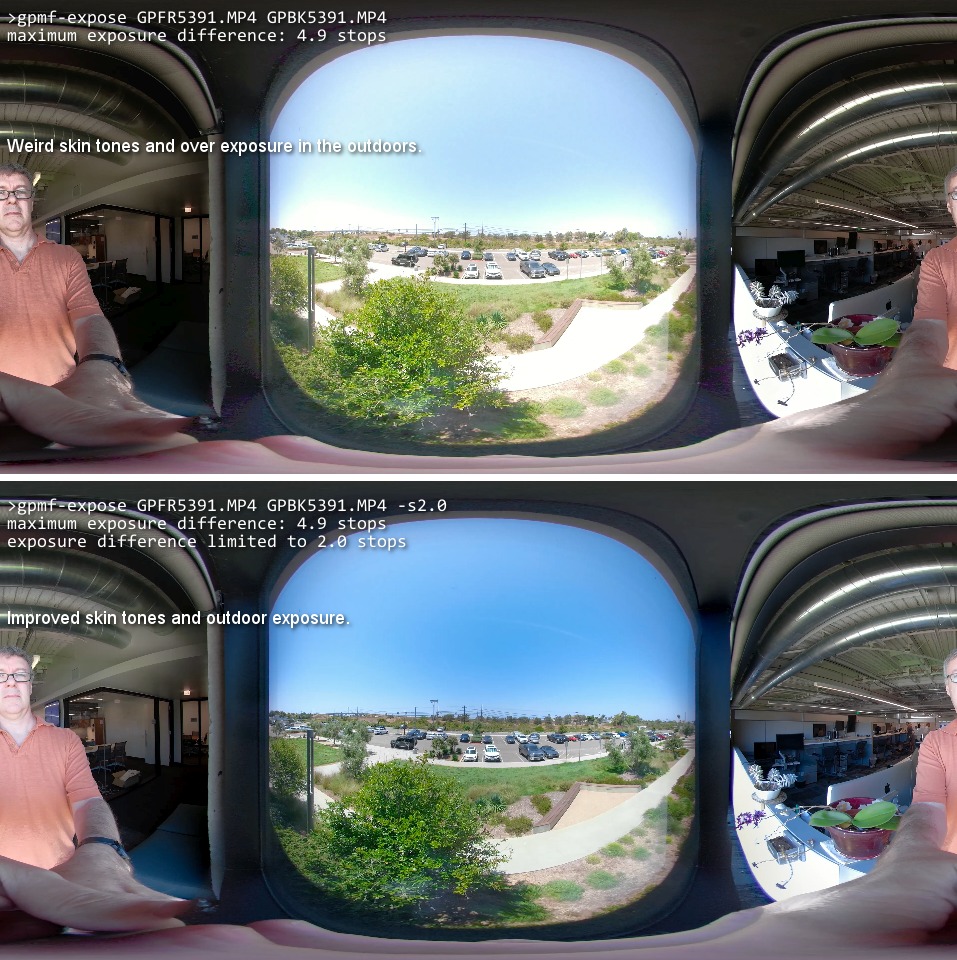 >gpmf-expose GPFR5391.MP4 GPBK5391.MP4
maximum exposure difference: 4.9 stops
Weird skin tones and over exposure in the outdoors.
>gpmf-expose GPFR5391.MP4 GPBK5391.MP4 -s2.0
maximum exposure difference: 4.9 stops
exposure difference limited to 2.0 stops
Improved skin tones and outdoor exposure.